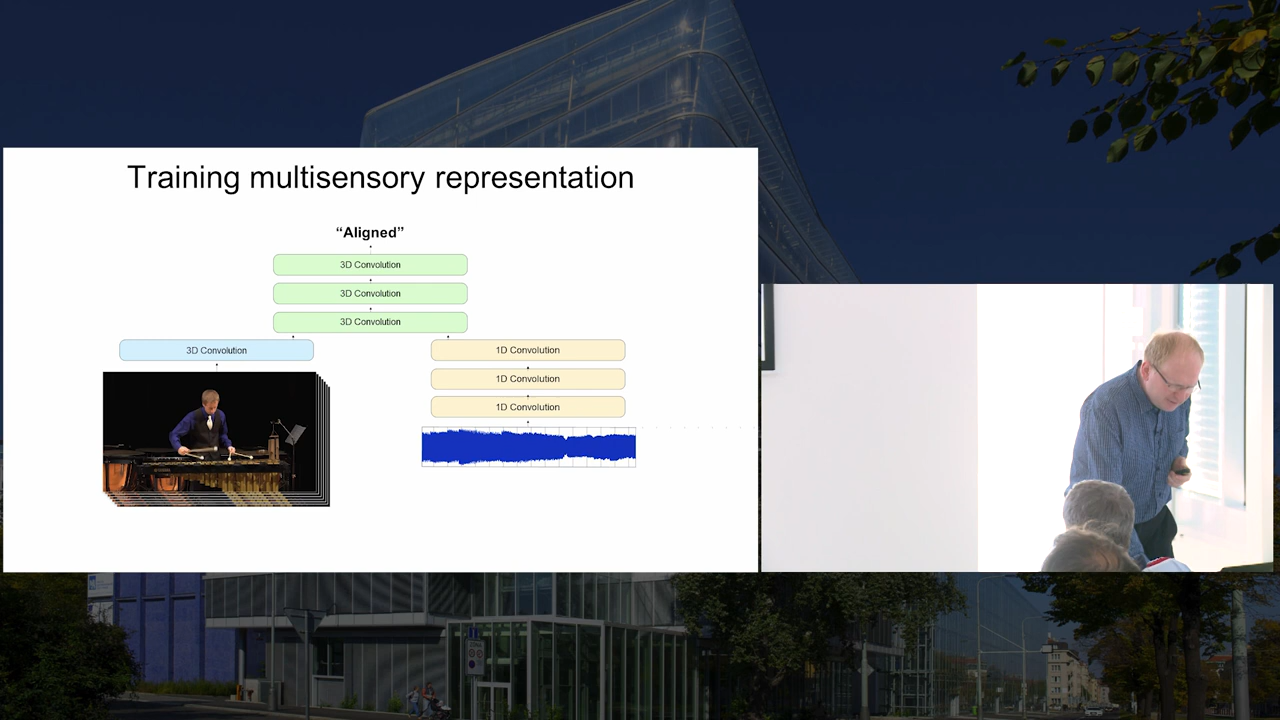 Training multisensory representation
“Aligned”
3D Convolution
3D Convolution
3D Convolution
3D Convolution
1D Convolution
1D Convolution
1D Convolution